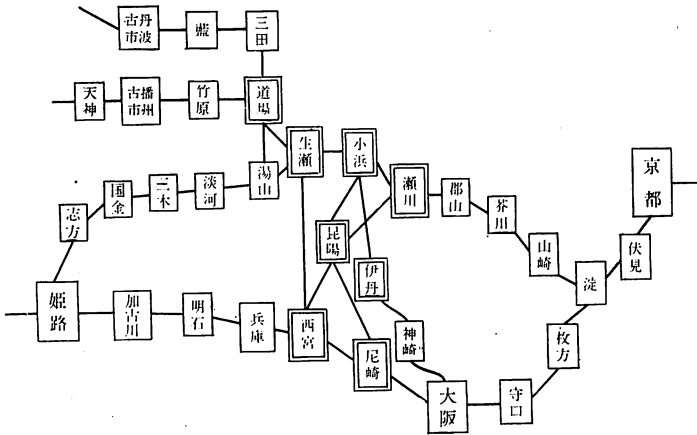 丹波古市
藍
三田
天神
播州古市
竹原
道場
生瀬
小浜
瀬川
郡山
芥川
山崎
淀
伏見
京都
志方
国金
三木
淡河
湯山
昆陽
伊丹
神崎
枚方
姫路
加古川
明石
兵庫
西宮
尼崎
大阪
守口